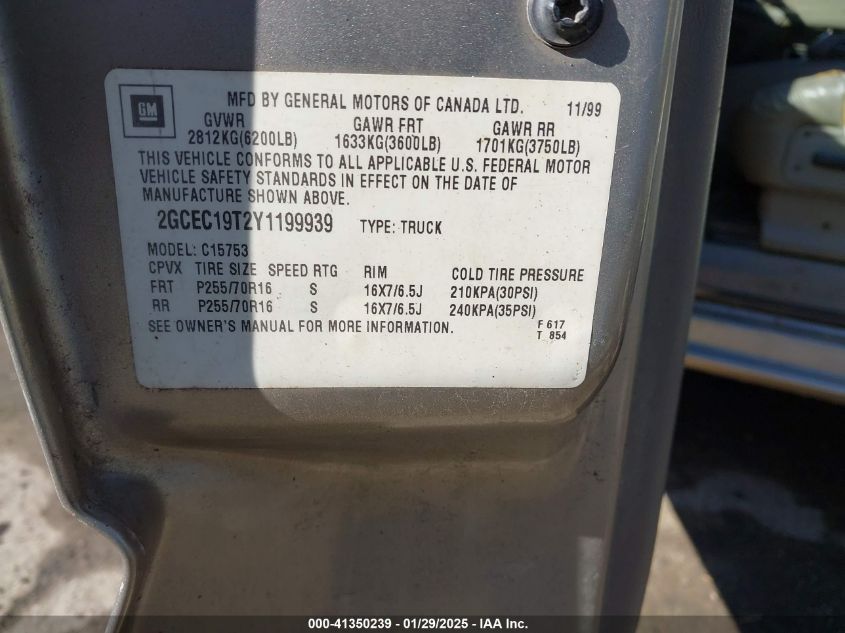 GM
MFD BY GENERAL MOTORS OF CANADA LTD. 11/99
GVWR GAWR FRT GAWR RR
2812KG(6200LB) 1633KG(3600LB) 1701KG(3750LB)
THIS VEHICLE CONFORMS TO ALL APPLICABLE U.S. FEDERAL MOTOR
VEHICLE SAFETY STANDARDS IN EFFECT ON THE DATE OF
MANUFACTURE SHOWN ABOVE.
2GCEC19T2Y1199939 TYPE: TRUCK
MODEL: C15753
CPVX TIRE SIZE SPEED RTG RIM COLD TIRE PRESSURE
FRT P255/70R16 S 16X7/6.5J 210KPA(30PSI)
RR P255/70R16 S 16X7/6.5J 240KPA(35PSI)
SEE OWNER'S MANUAL FOR MORE INFORMATION. F 617
T 854
000-41350239 - 01/29/2025 - IAA Inc.